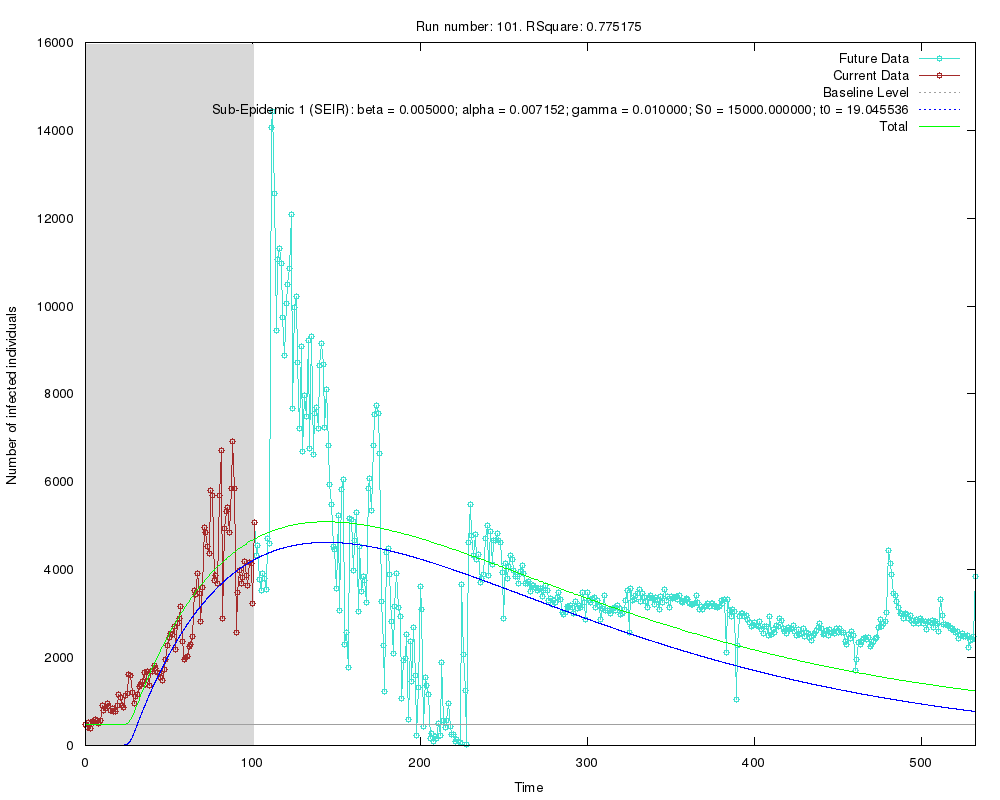 Run number: 101. RSquare: 0.775175
Future Data
Current Data
Baseline Level
Sub-Epidemic 1 (SEIR): beta = 0.005000; alpha = 0.007152; gamma = 0.010000; S0 = 15000.000000; t0 = 19.045536
Total
16000
14000
12000
10000
8000
6000
4000
2000
0
Number of infected individuals
0 100 200 300 400 500
Time